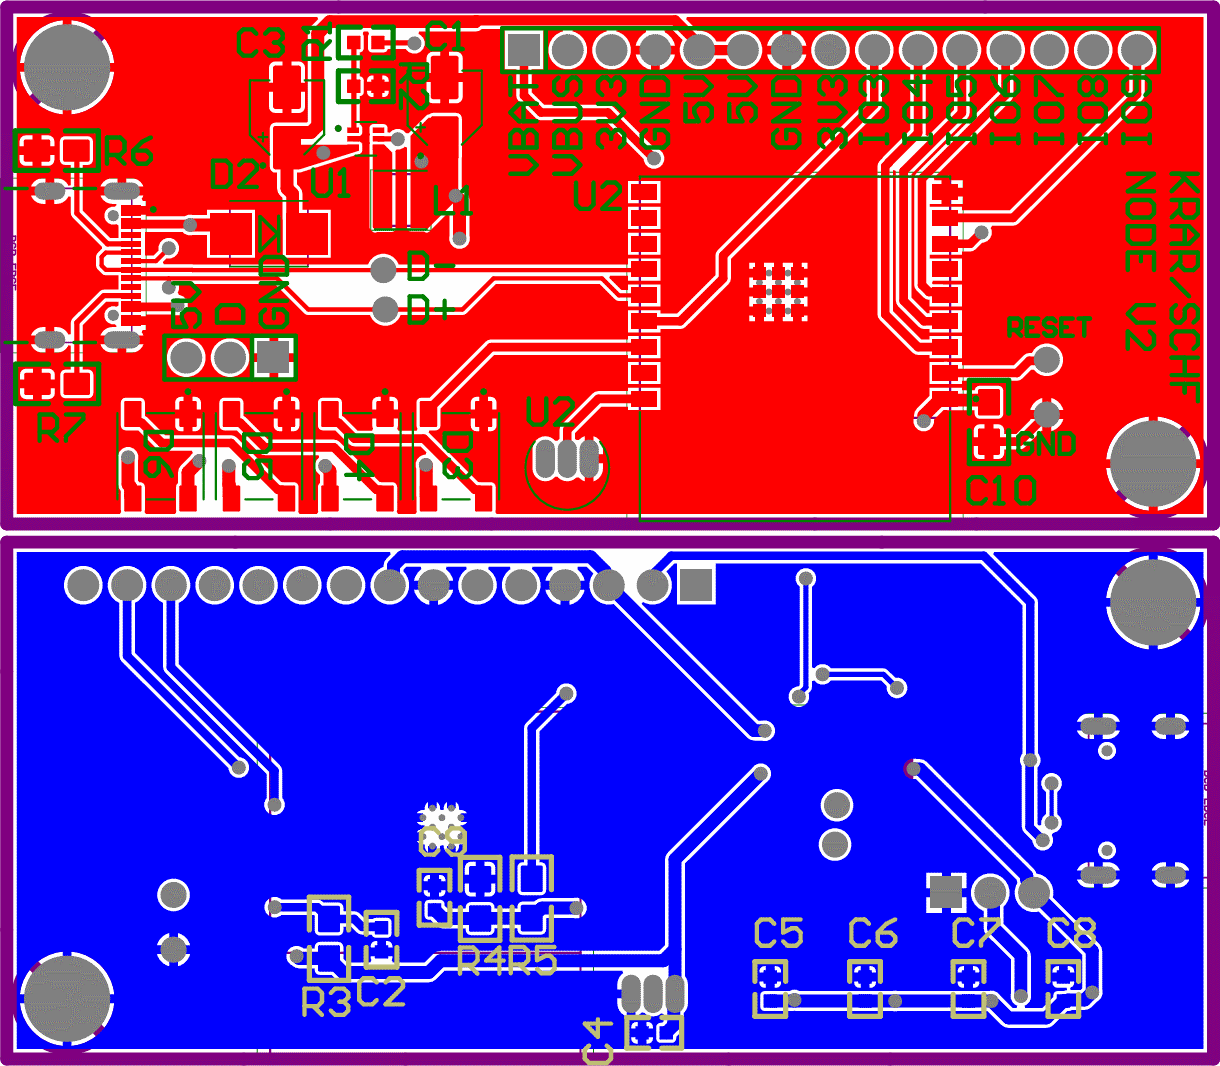 C3
R1
C1
R2
VBAT
VBUS
3V3
GND
5V
5V
GND
3V3
IO3
IO4
IO5
IO6
IO7
IO8
IO9
R6
D2
U1
L1
U2
KRAR/SCHF
NODE V2
D-
D+
5V
D
GND
RESET
R7
D6
D5
D4
D3
U2
GND
C10
C9
R4
R5
R3
C2
C4
C5
C6
C7
C8